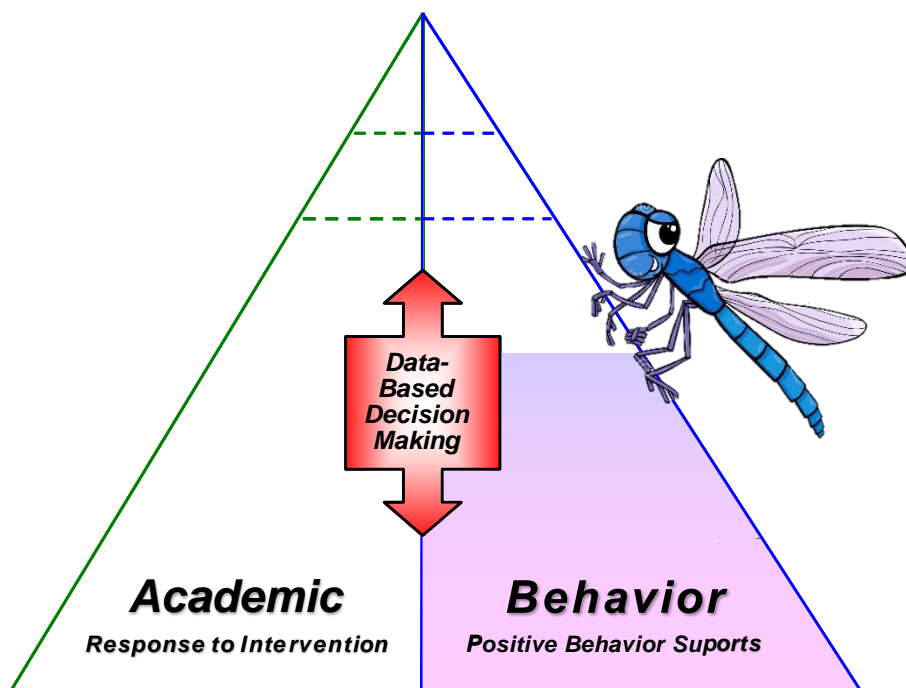 Data-
Based
Decision
Making
Academic
Response to Intervention
Behavior
Positive Behavior Suports